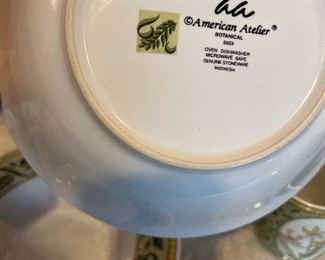 aa
©American Atelier®
BOTANICAL
5023
OVEN DISHWASHER
MICROWAVE SAFE
GENUINE STONEWARE
INDONESIA